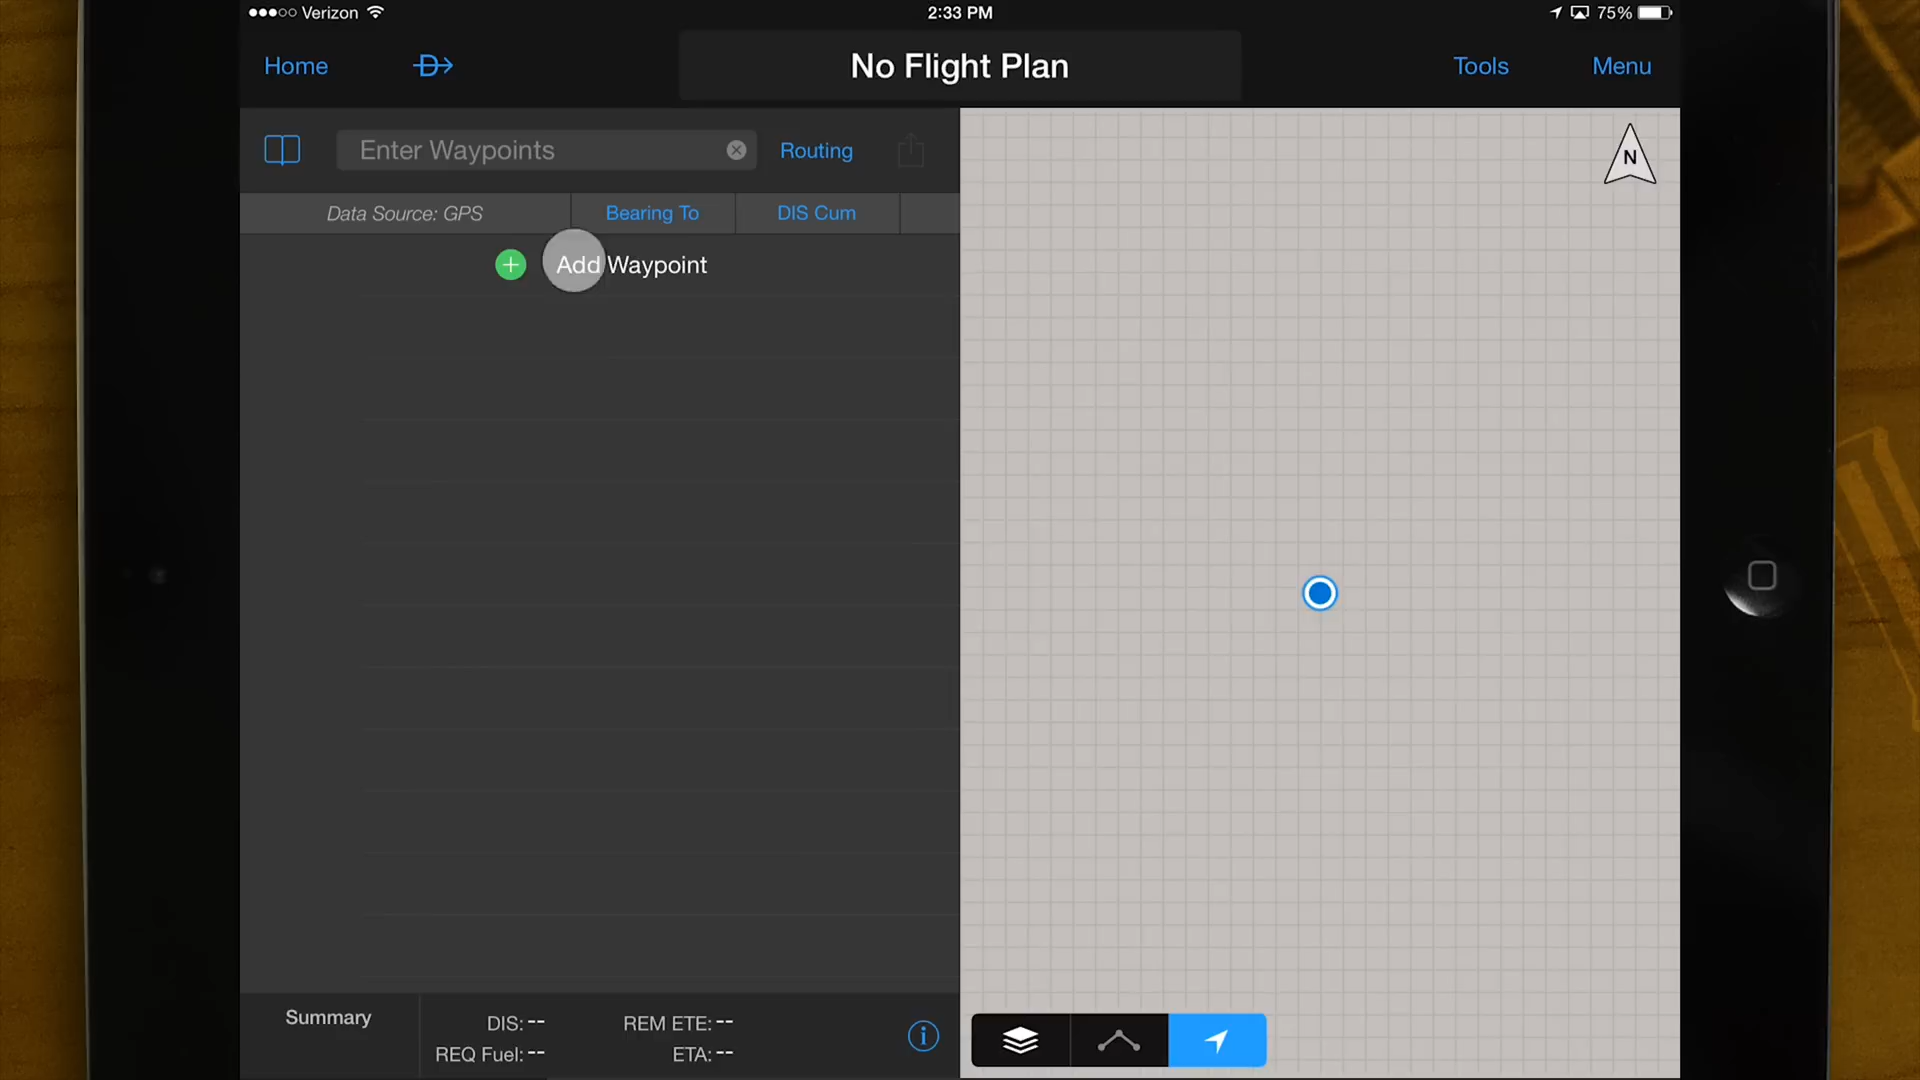 Verizon 2:33 PM 75%
Home No Flight Plan Tools Menu
Enter Waypoints Routing
N
Data Source: GPS Bearing To DIS Cum
Add Waypoint
Summary
DIS: -- REM ETE: --
REQ Fuel: -- ETA: --